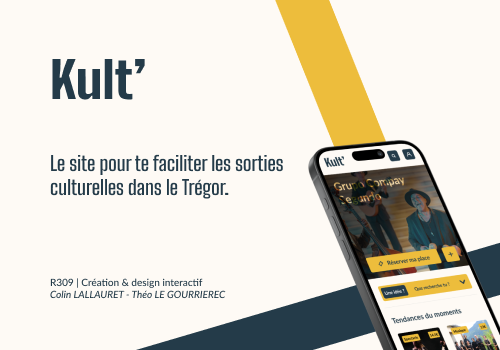 Kult’
Le site pour te faciliter les sorties
culturelles dans le Trégor.
R309 | Création & design interactif
Colin LALLAURET - Théo LE GOURRIEREC
Kult’
Grupo Compay
Segundo
Réserver ma place
+
Une idée ?
Que recherche tu ?
Tendances du moments